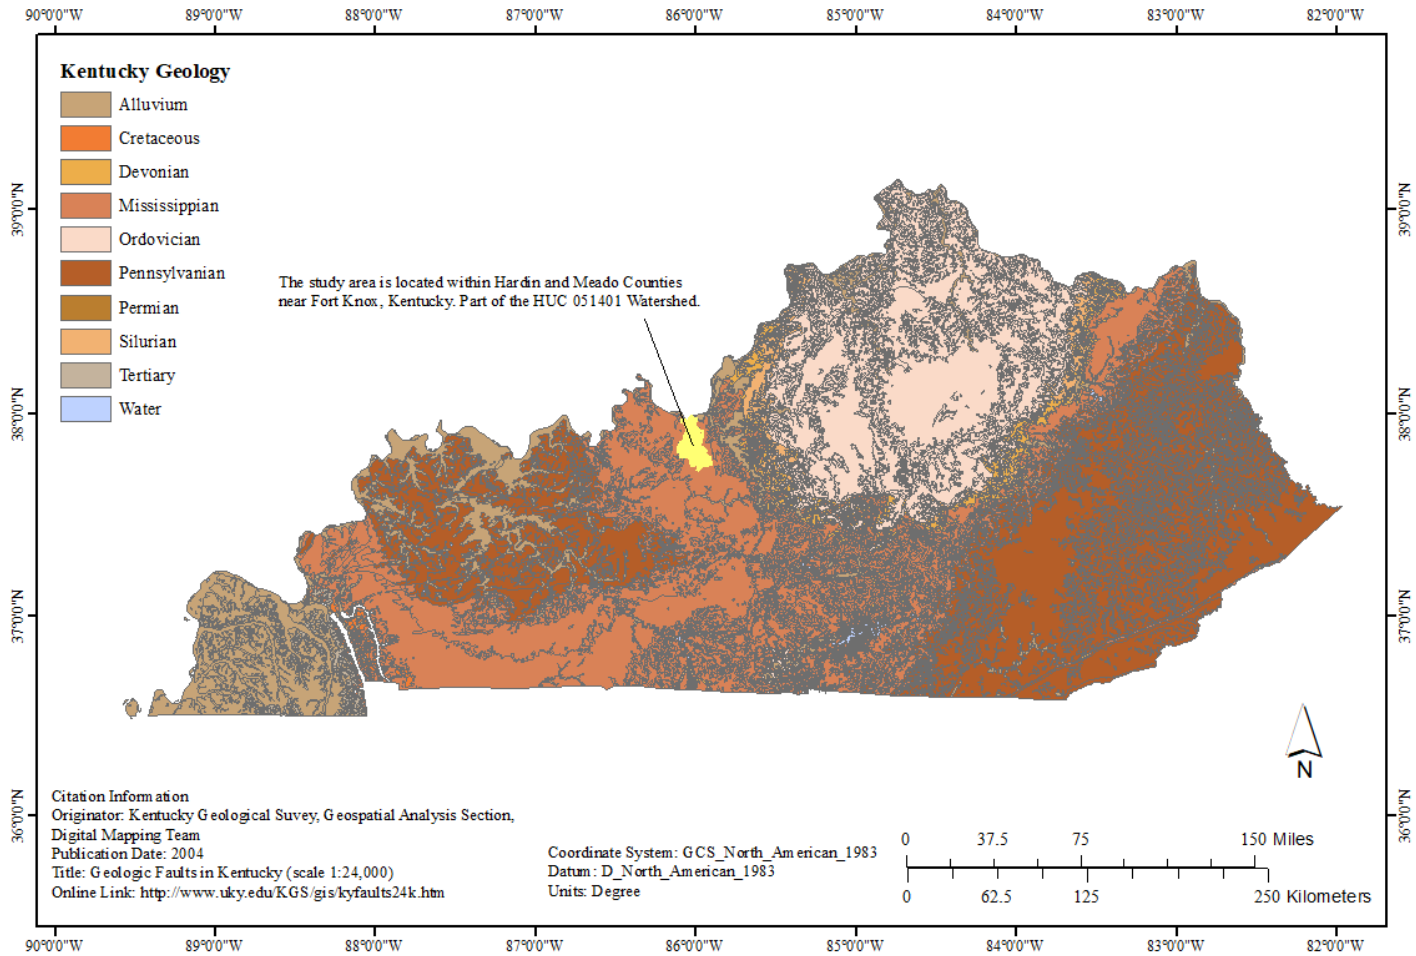 90°0'0"W 89°0'0"W 88°0'0"W 87°0'0"W 86°0'0"W 85°0'0"W 84°0'0"W 83°0'0"W 82°0'0"W
Kentucky Geology
Alluvium
Cretaceous
Devonian
Mississippian
Ordovician
Pennsylvanian
Permian
Silurian
Tertiary
Water
39°0'0"N
38°0'0"N
37°0'0"N
36°0'0"N
The study area is located within Hardin and Meado Counties
near Fort Knox, Kentucky. Part of the HUC 051401 Watershed.
39°0'0"N
38°0'0"N
37°0'0"N
36°0'0"N
N
Citation Information
Originator: Kentucky Geological Suvey, Geospatial Analysis Section,
Digital Mapping Team
Publication Date: 2004
Title: Geologic Faults in Kentucky (scale 1:24,000)
Online Link: http://www.uky.edu/KGS/gis/kyfaults24k.htm
Coordinate System: GCS_North_American_1983
Datum: D_North_American_1983
Units: Degree
0 37.5 75 150 Miles
0 62.5 125 250 Kilometers
90°0'0"W 89°0'0"W 88°0'0"W 87°0'0"W 86°0'0"W 85°0'0"W 84°0'0"W 83°0'0"W 82°0'0"W